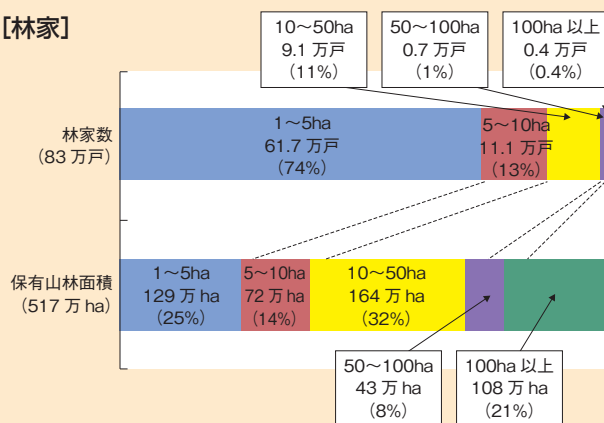 [林家]
10～50ha
9.1 万戸
(11%)
50～100ha
0.7 万戸
(1%)
100ha 以上
0.4 万戸
(0.4%)
林家数
(83 万戸)
1～5ha
61.7 万戸
(74%)
5～10ha
11.1 万戸
(13%)
保有山林面積
(517 万 ha)
1～5ha
129 万 ha
(25%)
5～10ha
72 万 ha
(14%)
10～50ha
164 万 ha
(32%)
50～100ha
43 万 ha
(8%)
100ha 以上
108 万 ha
(21%)